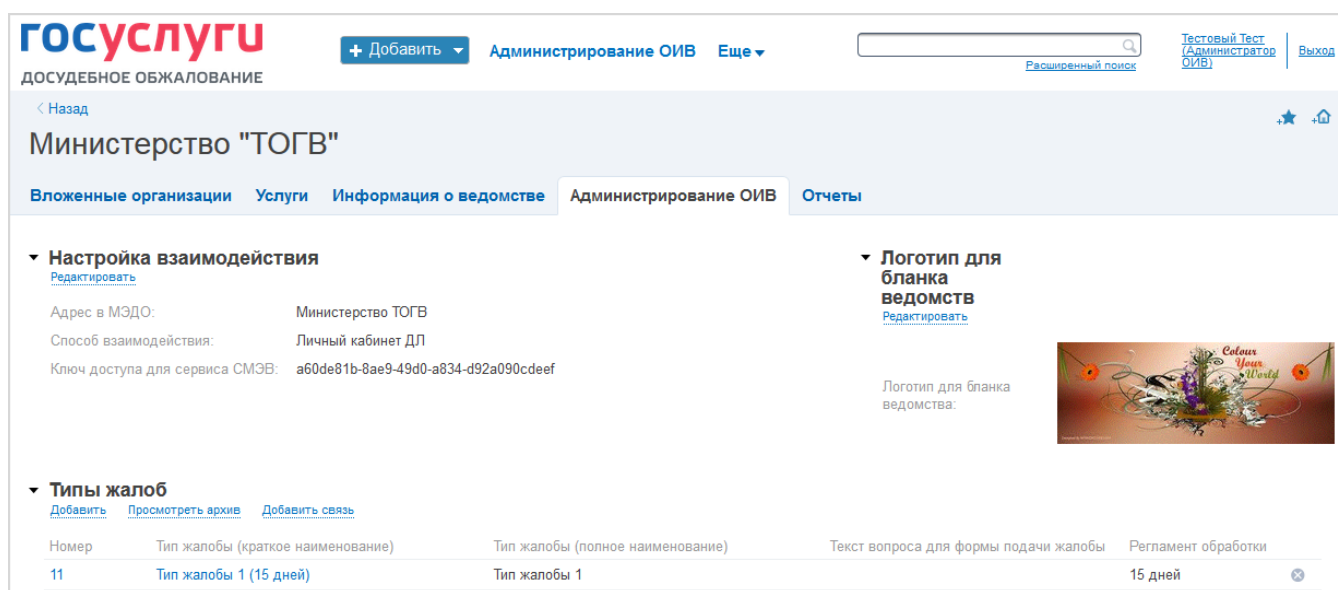 госуслуги
ДОСУДЕБНОЕ ОБЖАЛОВАНИЕ
+ Добавить
Администрирование ОИВ Еще
Расширенный поиск
Тестовый Тест
(Администратор
ОИВ)
Выход
Назад
Министерство "ТОГВ"
Вложенные организации Услуги Информация о ведомстве Администрирование ОИВ Отчеты
Настройка взаимодействия
Редактировать
Адрес в МЭДО: Министерство ТОГВ
Способ взаимодействия: Личный кабинет ДЛ
Ключ доступа для сервиса СМЭВ: a60de81b-8ae9-49d0-a834-d92a090cdeef
Логотип для
бланка
ведомств
Редактировать
Логотип для бланка
ведомства:
Colour
Your
World
Типы жалоб
Добавить Просмотреть архив Добавить связь
Номер Тип жалобы (краткое наименование) Тип жалобы (полное наименование) Текст вопроса для формы подачи жалобы Регламент обработки
11 Тип жалобы 1 (15 дней) Тип жалобы 1 15 дней